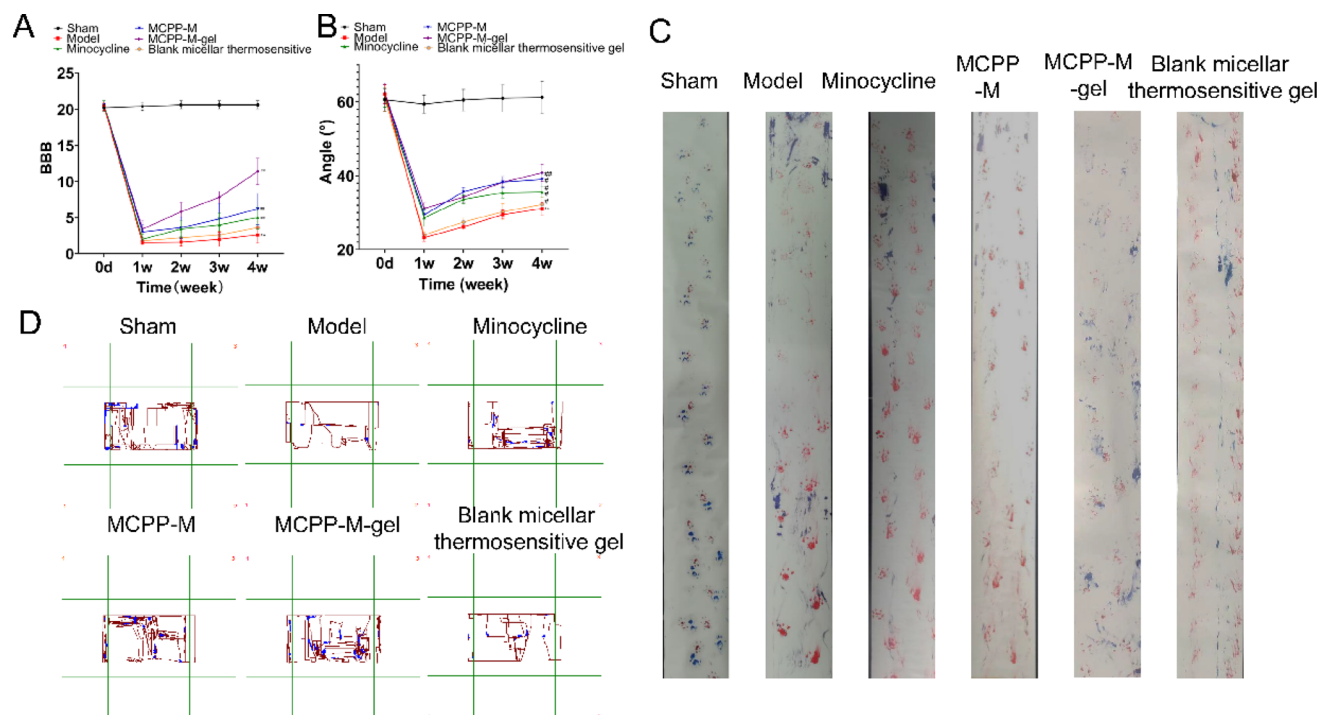 A
Sham
Model
Minocycline
MCPP-M
MCPP-M-gel
Blank micellar thermosensitive
25
20
15
10
5
0
BBB
0d 1w 2w 3w 4w
Time (week)
B
Sham
Model
Minocycline
MCPP-M
MCPP-M-gel
Blank micellar thermosensitive gel
60
40
20
Angle (°)
0d 1w 2w 3w 4w
Time (week)
C
Sham
Model
Minocycline
MCPP
-M
MCPP-M
-gel
Blank micellar
thermosensitive gel
D
Sham
Model
Minocycline
MCPP-M
MCPP-M-gel
Blank micellar
thermosensitive gel